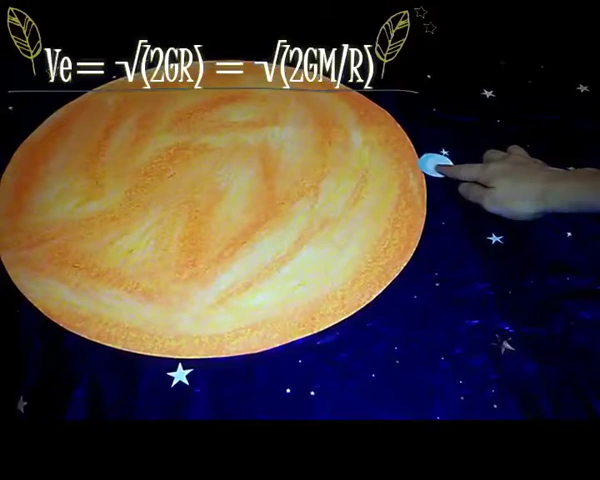 Ve= √(2GR) = √(2GM/R)